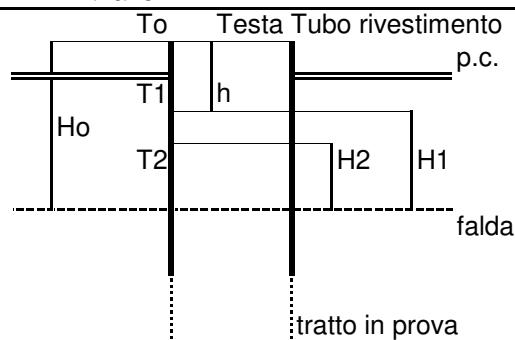 To Testa Tubo rivestimento
p.c.
T1 h
Ho
T2 H2 H1
falda
tratto in prova